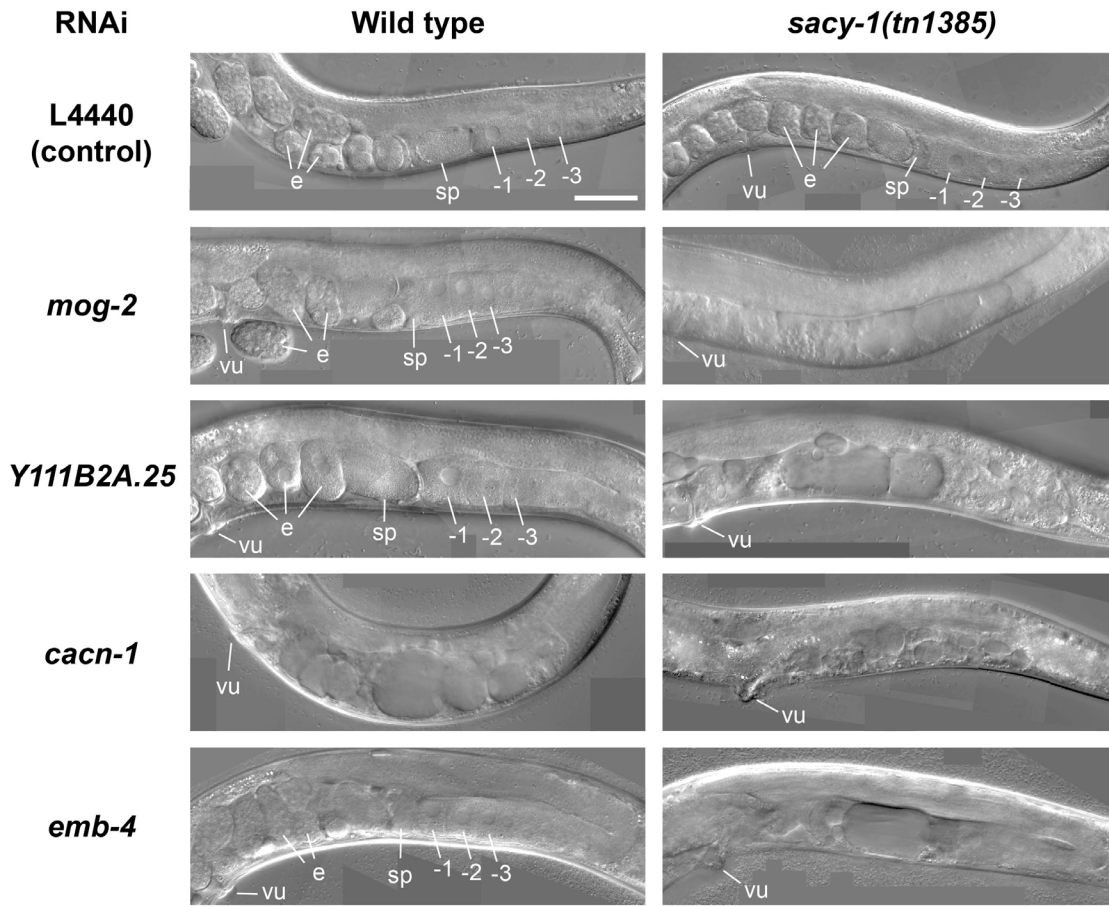 RNAi Wild type sacy-1(tn1385)
L4440
(control)
e sp -1 -2 -3
vu e sp -1 -2 -3
mog-2
vu e sp -1 -2 -3
vu
Y111B2A.25
vu e sp -1 -2 -3
vu
cacn-1
vu
vu
emb-4
vu e sp -1 -2 -3
vu